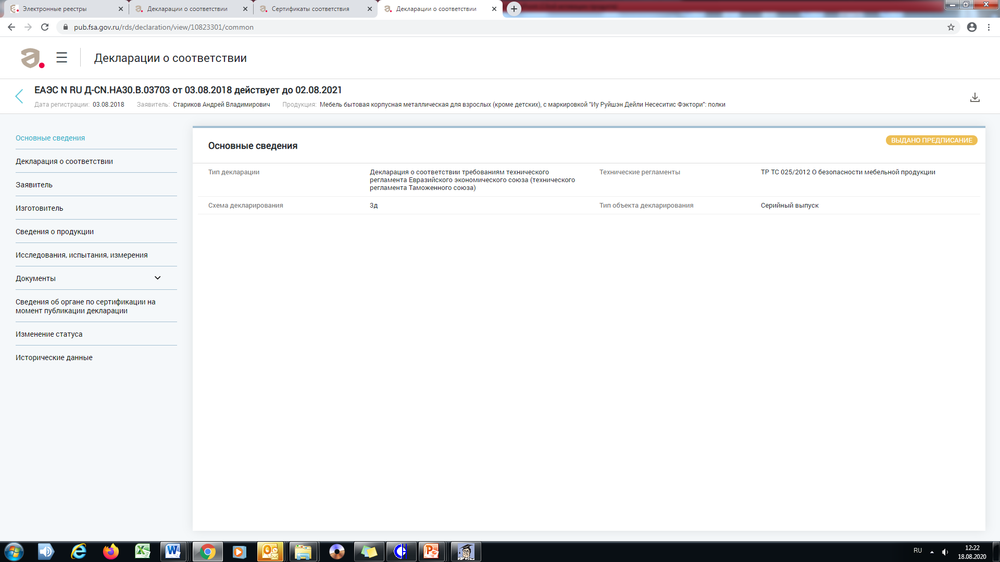 Электронные реестры
Декларации о соответствии
Сертификаты соответствия
Декларации о соответствии
pub.fsa.gov.ru/rds/declaration/view/10823301/common
Декларации о соответствии
ЕАЭС N RU Д-CN.НА30.В.03703 от 03.08.2018 действует до 02.08.2021
Дата регистрации: 03.08.2018 Заявитель: Стариков Андрей Владимирович Продукция: Мебель бытовая корпусная металлическая для взрослых (кроме детских), с маркировкой "Иу Руйшэн Дейли Несеситис Фэктори": полки
Основные сведения
Декларация о соответствии
Заявитель
Изготовитель
Сведения о продукции
Исследования, испытания, измерения
Документы
Сведения об органе по сертификации на
момент публикации декларации
Изменение статуса
Исторические данные
Основные сведения
ВЫДАНО ПРЕДПИСАНИЕ
Тип декларации
Декларация о соответствии требованиям технического
регламента Евразийского экономического союза (технического
регламента Таможенного союза)
Технические регламенты
ТР ТС 025/2012 О безопасности мебельной продукции
Схема декларирования
3д
Тип объекта декларирования
Серийный выпуск
RU
12:22
18.08.2020